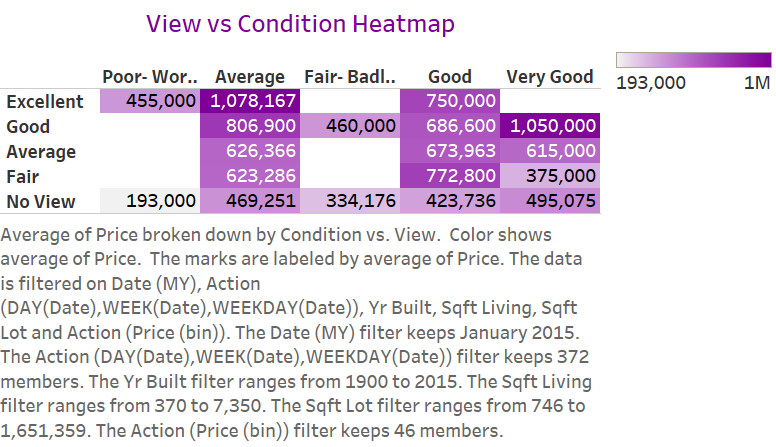 View vs Condition Heatmap
193,000 1M
Poor- Wor.. Average Fair- Badl.. Good Very Good
Excellent 455,000 1,078,167 750,000
Good 806,900 460,000 686,600 1,050,000
Average 626,366 673,963 615,000
Fair 623,286 772,800 375,000
No View 193,000 469,251 334,176 423,736 495,075
Average of Price broken down by Condition vs. View. Color shows
average of Price. The marks are labeled by average of Price. The data
is filtered on Date (MY), Action
(DAY(Date),WEEK(Date),WEEKDAY(Date)), Yr Built, Sqft Living, Sqft
Lot and Action (Price (bin)). The Date (MY) filter keeps January 2015.
The Action (DAY(Date),WEEK(Date),WEEKDAY(Date)) filter keeps 372
members. The Yr Built filter ranges from 1900 to 2015. The Sqft Living
filter ranges from 370 to 7,350. The Sqft Lot filter ranges from 746 to
1,651,359. The Action (Price (bin)) filter keeps 46 members.